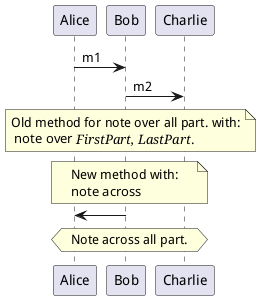 Alice Bob Charlie
m1
m2
Old method for note over all part. with:
note over FirstPart, LastPart.
New method with:
note across
Note across all part.
Alice Bob Charlie